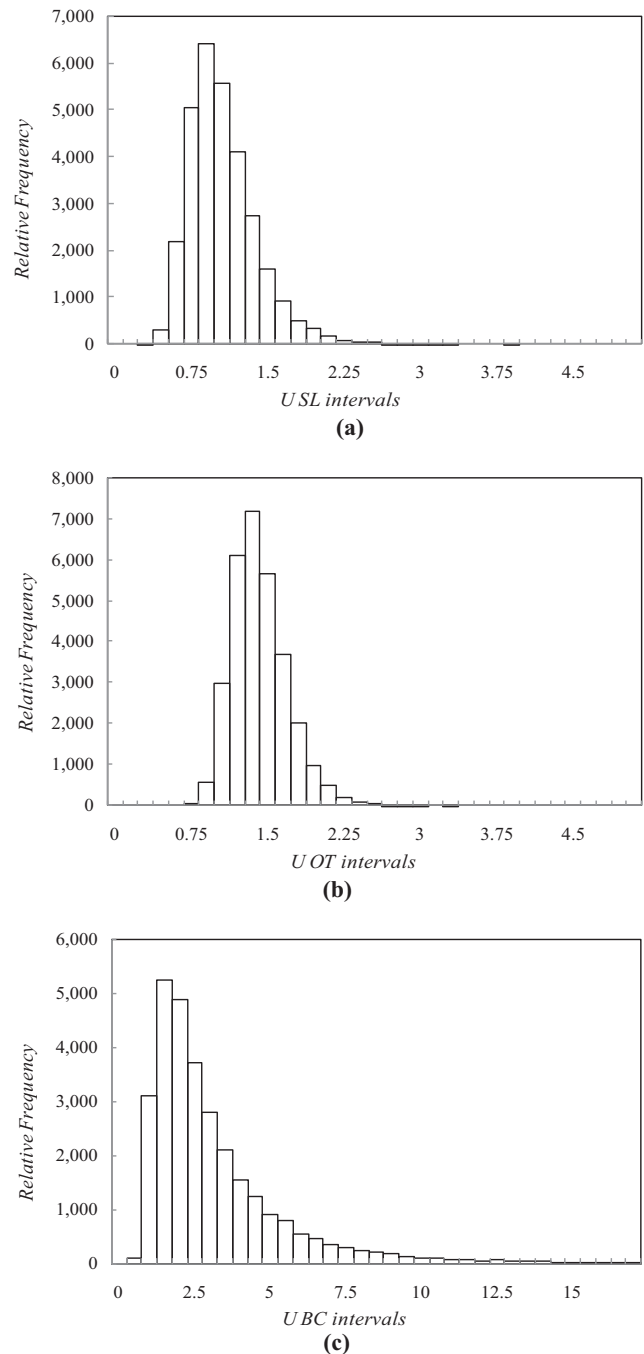 7,000
6,000
5,000
4,000
3,000
2,000
1,000
0
Relative Frequency
0 0.75 1.5 2.25 3 3.75 4.5
U SL intervals
(a)
8,000
7,000
6,000
5,000
4,000
3,000
2,000
1,000
0
Relative Frequency
0 0.75 1.5 2.25 3 3.75 4.5
U OT intervals
(b)
6,000
5,000
4,000
3,000
2,000
1,000
0
Relative Frequency
0 2.5 5 7.5 10 12.5 15
U BC intervals
(c)